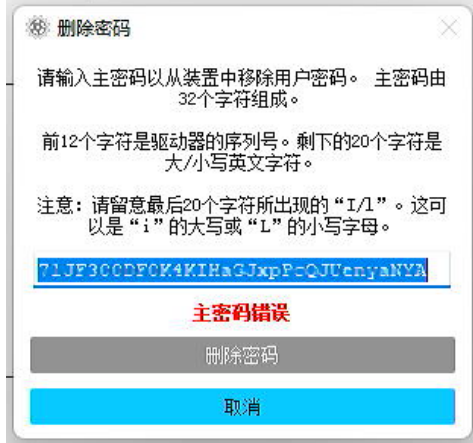 删除密码
请输入主密码以从装置中移除用户密码。 主密码由
32个字符组成。
前12个字符是驱动器的序列号。剩下的20个字符是
大/小写英文字符。
注意：请留意最后20个字符所出现的“I/l”。这可
以是“i”的大写或“L”的小写字母。
主密码错误
删除密码
取消